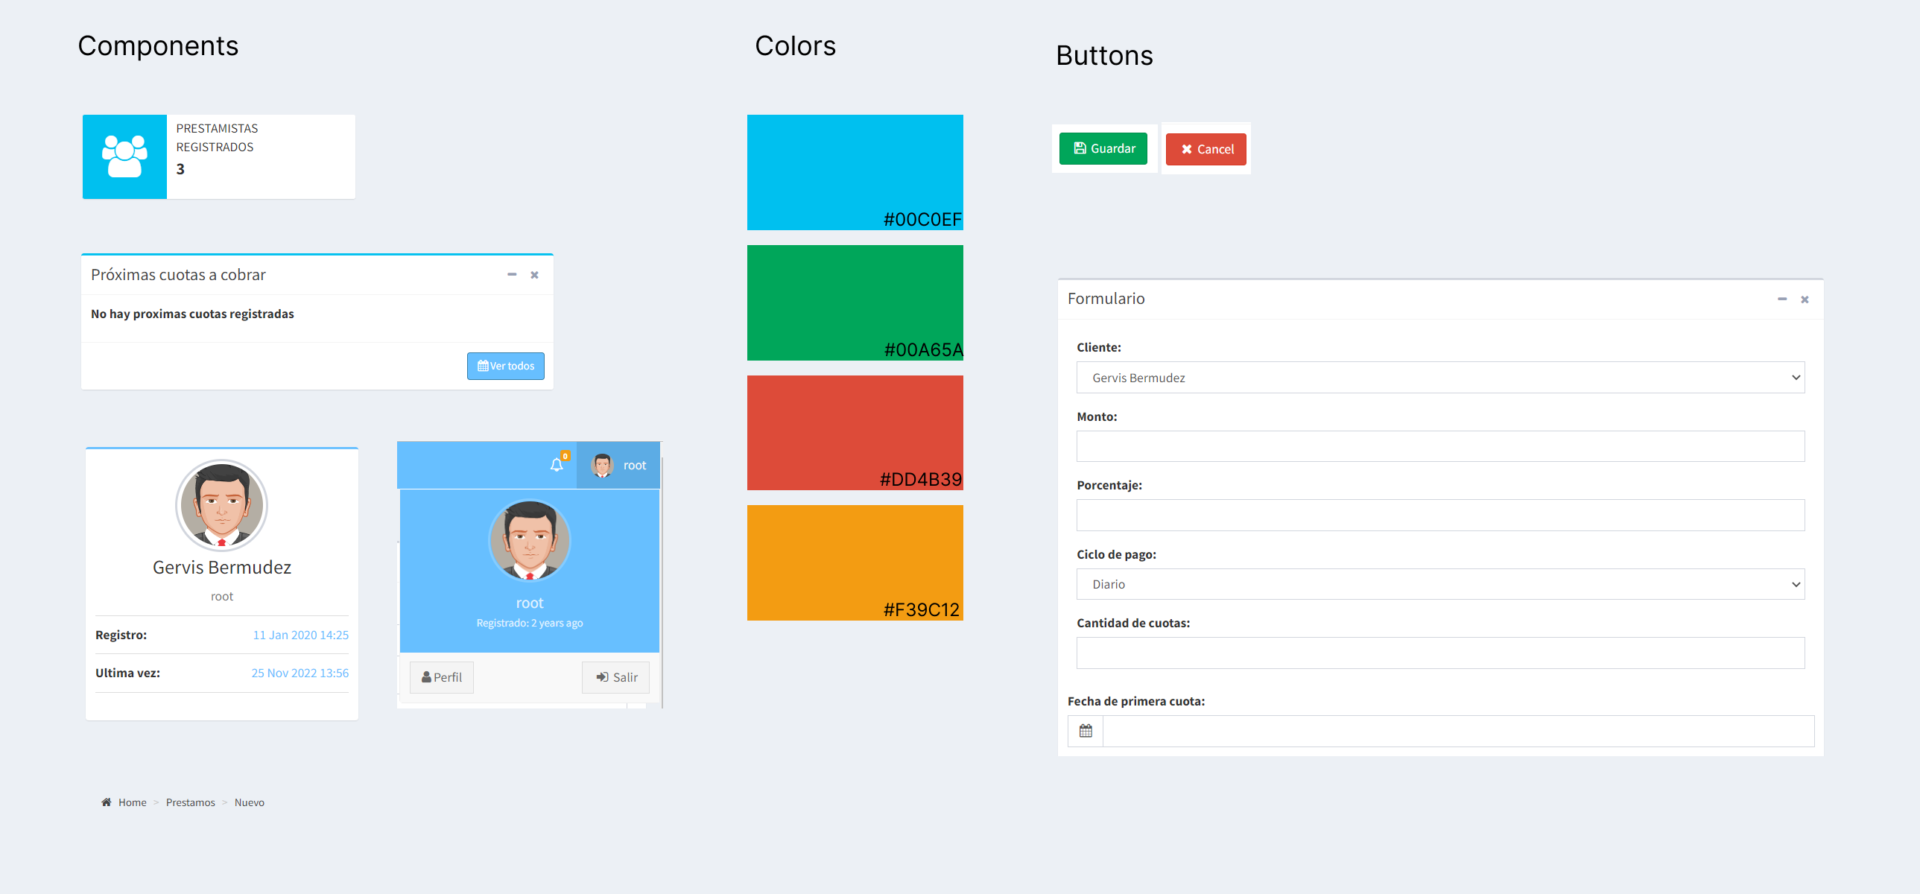 Components
PRESTAMISTAS
REGISTRADOS
3
Próximas cuotas a cobrar
No hay proximas cuotas registradas
Ver todos
Gervis Bermudez
root
Registro: 11 Jan 2020 14:25
Ultima vez: 25 Nov 2022 13:56
0
root
root
Registrado: 2 years ago
Perfil
Salir
Home > Prestamos > Nuevo
Colors
#00C0EF
#00A65A
#DD4B39
#F39C12
Buttons
Guardar
Cancel
Formulario
Cliente:
Gervis Bermudez
Monto:
Porcentaje:
Ciclo de pago:
Diario
Cantidad de cuotas:
Fecha de primera cuota: